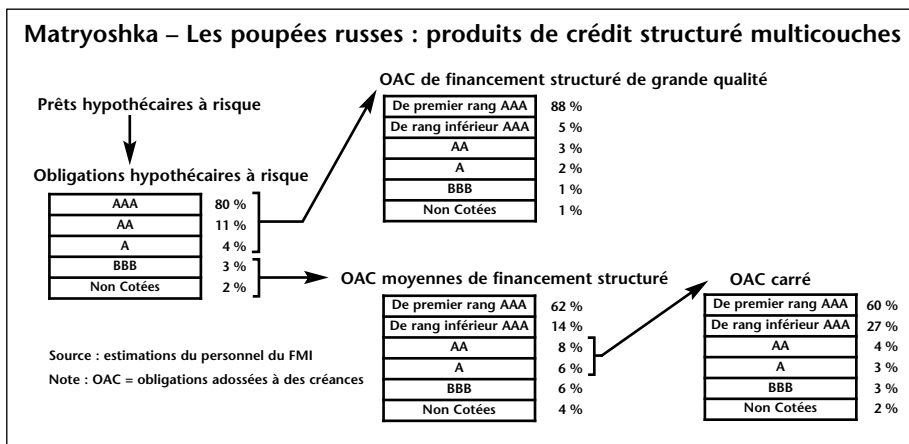 Matryoshka – Les poupées russes : produits de crédit structuré multicouches
Prêts hypothécaires à risque
Obligations hypothécaires à risque
AAA 80 %
AA 11 %
A 4 %
BBB 3 %
Non Cotées 2 %
OAC de financement structuré de grande qualité
De premier rang AAA 88 %
De rang inférieur AAA 5 %
AA 3 %
A 2 %
BBB 1 %
Non Cotées 1 %
OAC moyennes de financement structuré
De premier rang AAA 62 %
De rang inférieur AAA 14 %
AA 8 %
A 6 %
BBB 6 %
Non Cotées 4 %
OAC carré
De premier rang AAA 60 %
De rang inférieur AAA 27 %
AA 4 %
A 3 %
BBB 3 %
Non Cotées 2 %
Source : estimations du personnel du FMI
Note : OAC = obligations adossées à des créances